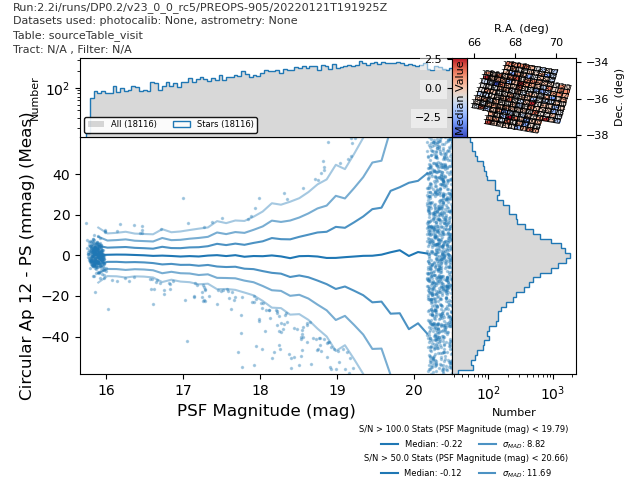 Run:2.2i/runs/DP0.2/v23_0_0_rc5/PREOPS-905/20220121T191925Z
Datasets used: photocalib: None, astrometry: None
Table: sourceTable_visit
Tract: N/A , Filter: N/A
R.A. (deg)
66 68 70
Number
10²
All (18116) Stars (18116)
2.5
0.0
−2.5
Median Value
−34
−36
−38
Dec. (deg)
Circular Ap 12 - PS (mmag) (Meas)
40
20
0
−20
−40
16 17 18 19 20
PSF Magnitude (mag)
10² 10³
Number
S/N > 100.0 Stats (PSF Magnitude (mag) < 19.79)
Median: -0.22 σMAD: 8.82
S/N > 50.0 Stats (PSF Magnitude (mag) < 20.66)
Median: -0.12 σMAD: 11.69